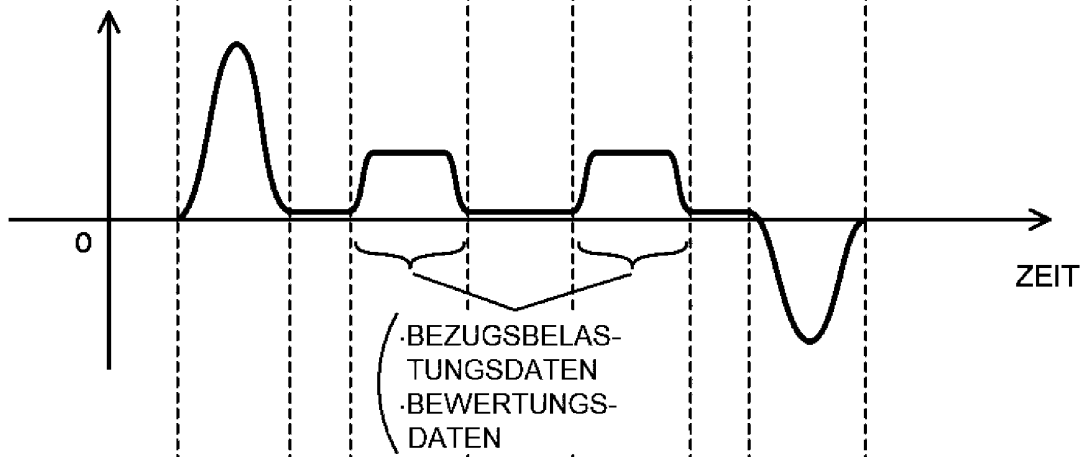 0
ZEIT
·BEZUGSBELAS-
TUNGSDATEN
·BEWERTUNGS-
DATEN